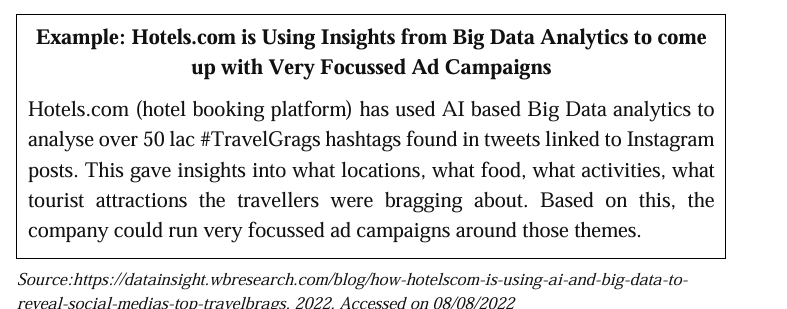 Example: Hotels.com is Using Insights from Big Data Analytics to come
up with Very Focussed Ad Campaigns
Hotels.com (hotel booking platform) has used AI based Big Data analytics to
analyse over 50 lac #TravelGrags hashtags found in tweets linked to Instagram
posts. This gave insights into what locations, what food, what activities, what
tourist attractions the travellers were bragging about. Based on this, the
company could run very focussed ad campaigns around those themes.
Source:https://datainsight.wbresearch.com/blog/how-hotelscom-is-using-ai-and-big-data-to-
reveal-social-medias-top-travelbrags, 2022, Accessed on 08/08/2022